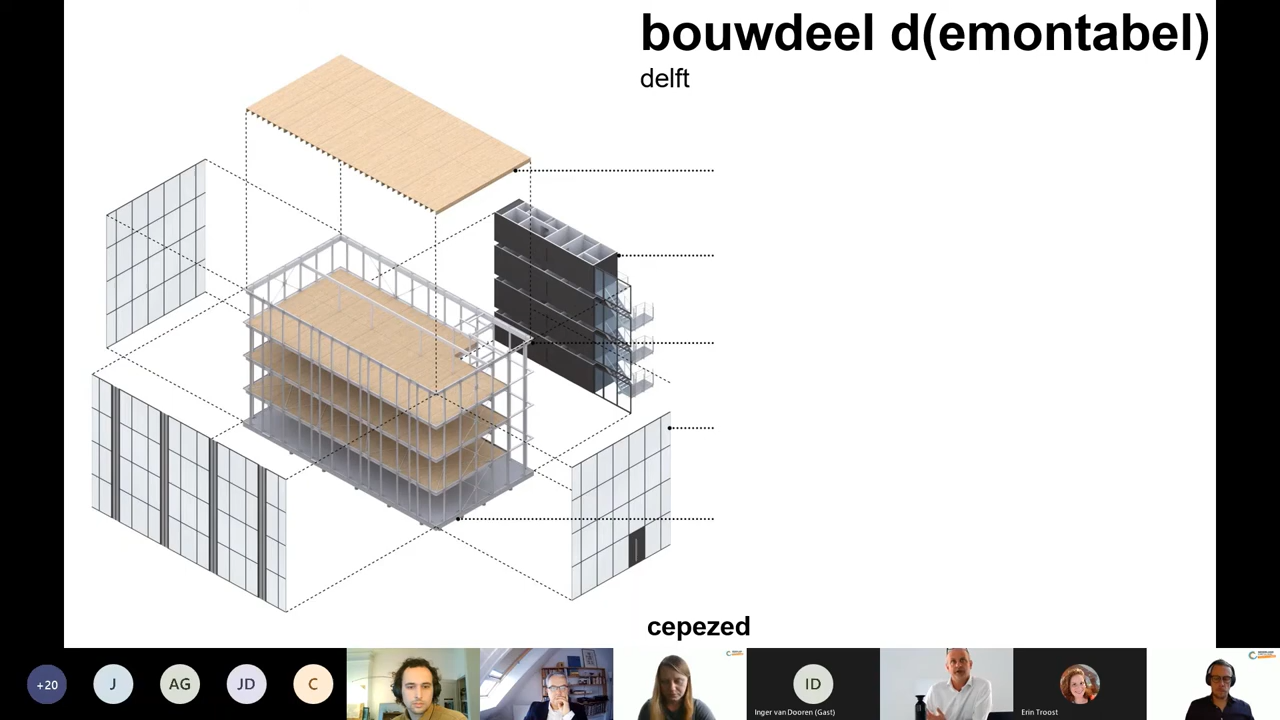 bouwdeel d(emontabel)
delft
cepezed
+20
J
AG
JD
C
ID
Inger van Dooren (Gast)
Erin Troost